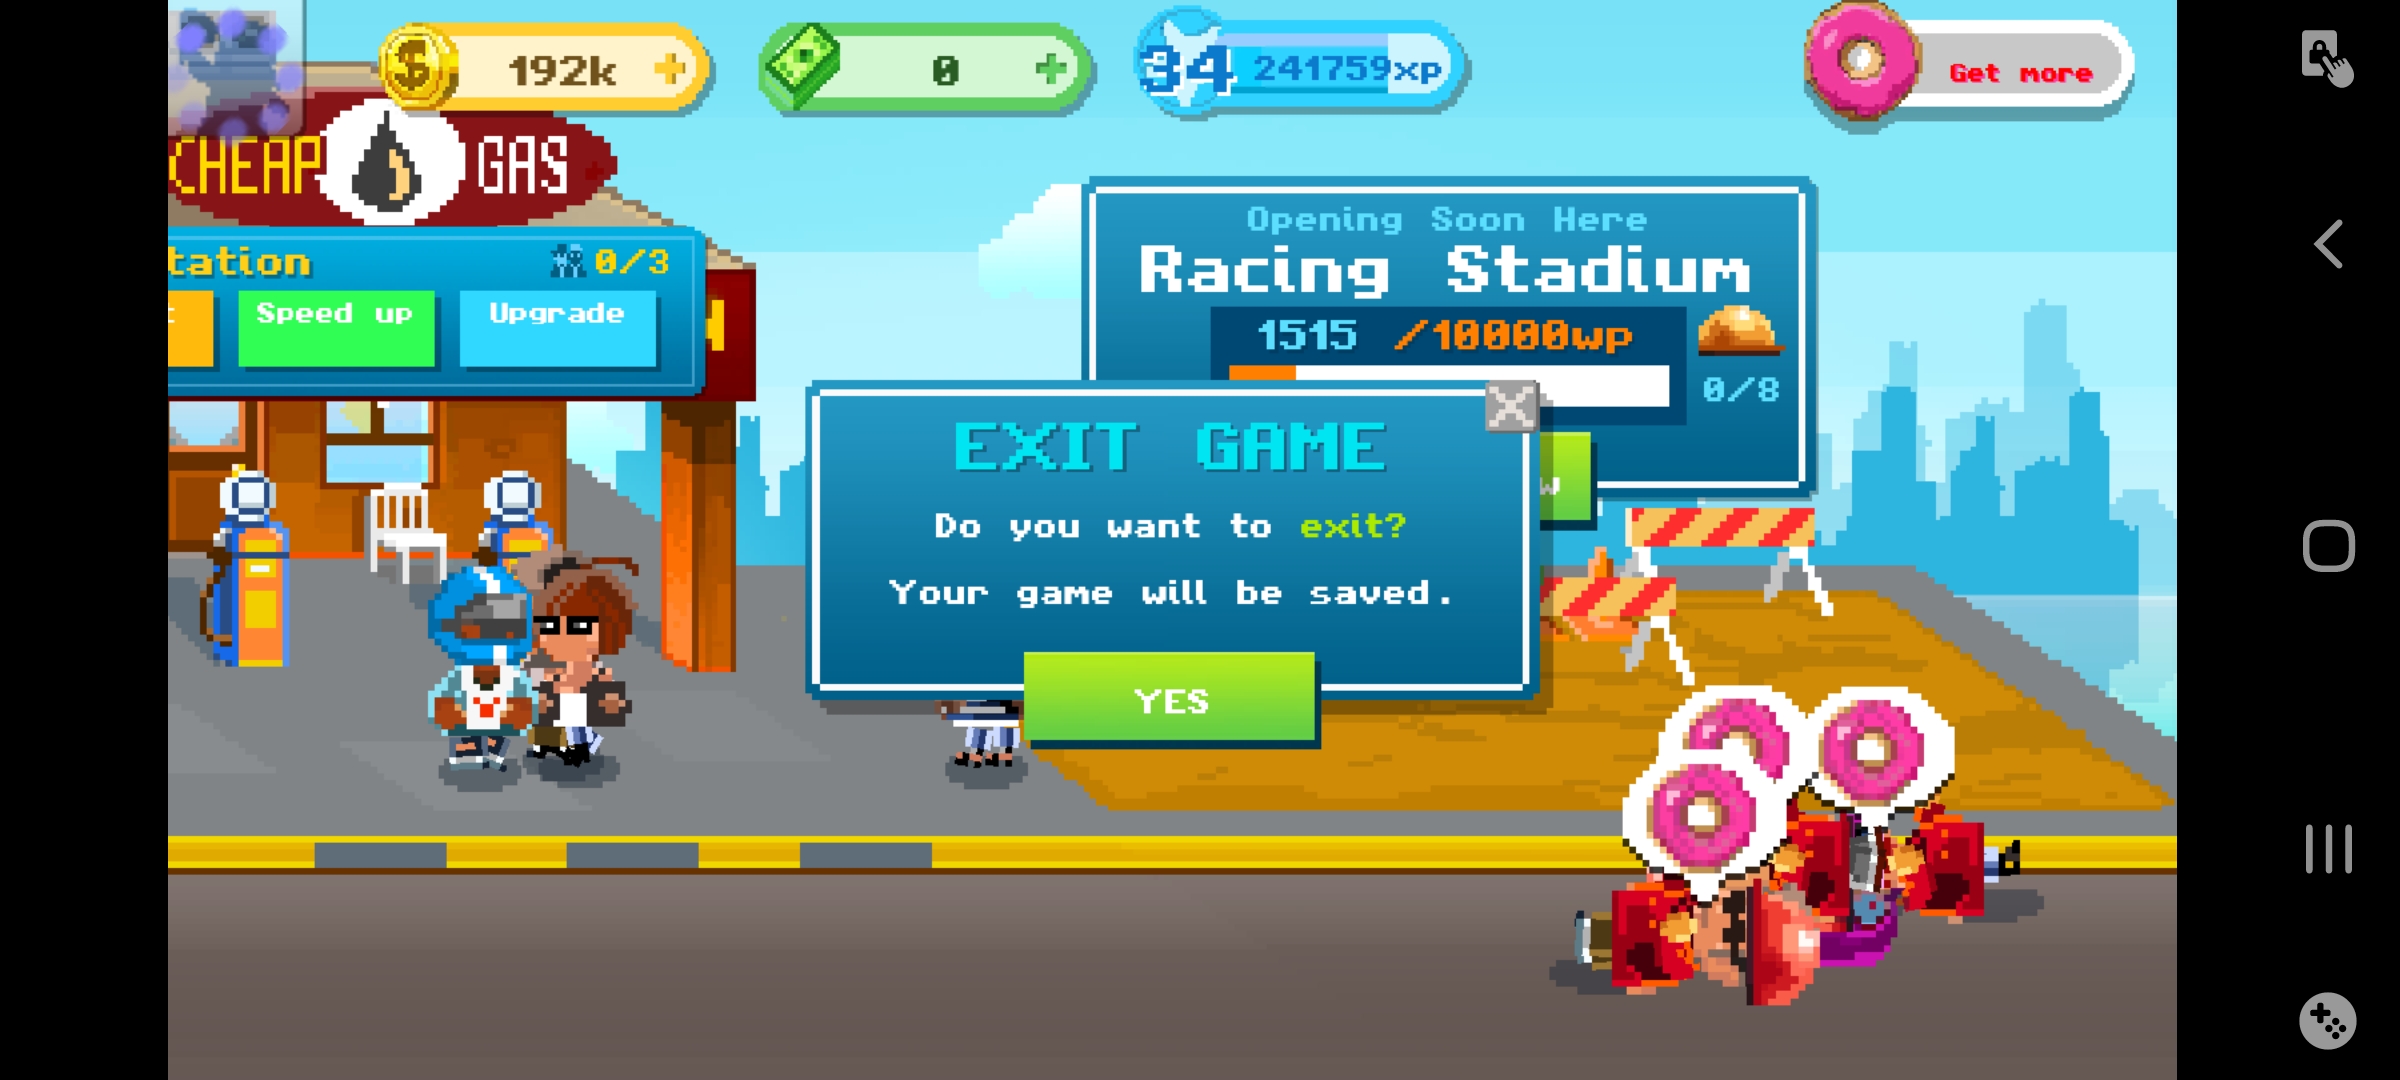 192k
0
34 241759xp
Get more
CHEAP GAS
tation 0/3
Speed up
Upgrade
Opening Soon Here
Racing Stadium
1515 /10000wp
0/8
EXIT GAME
Do you want to exit?
Your game will be saved.
YES